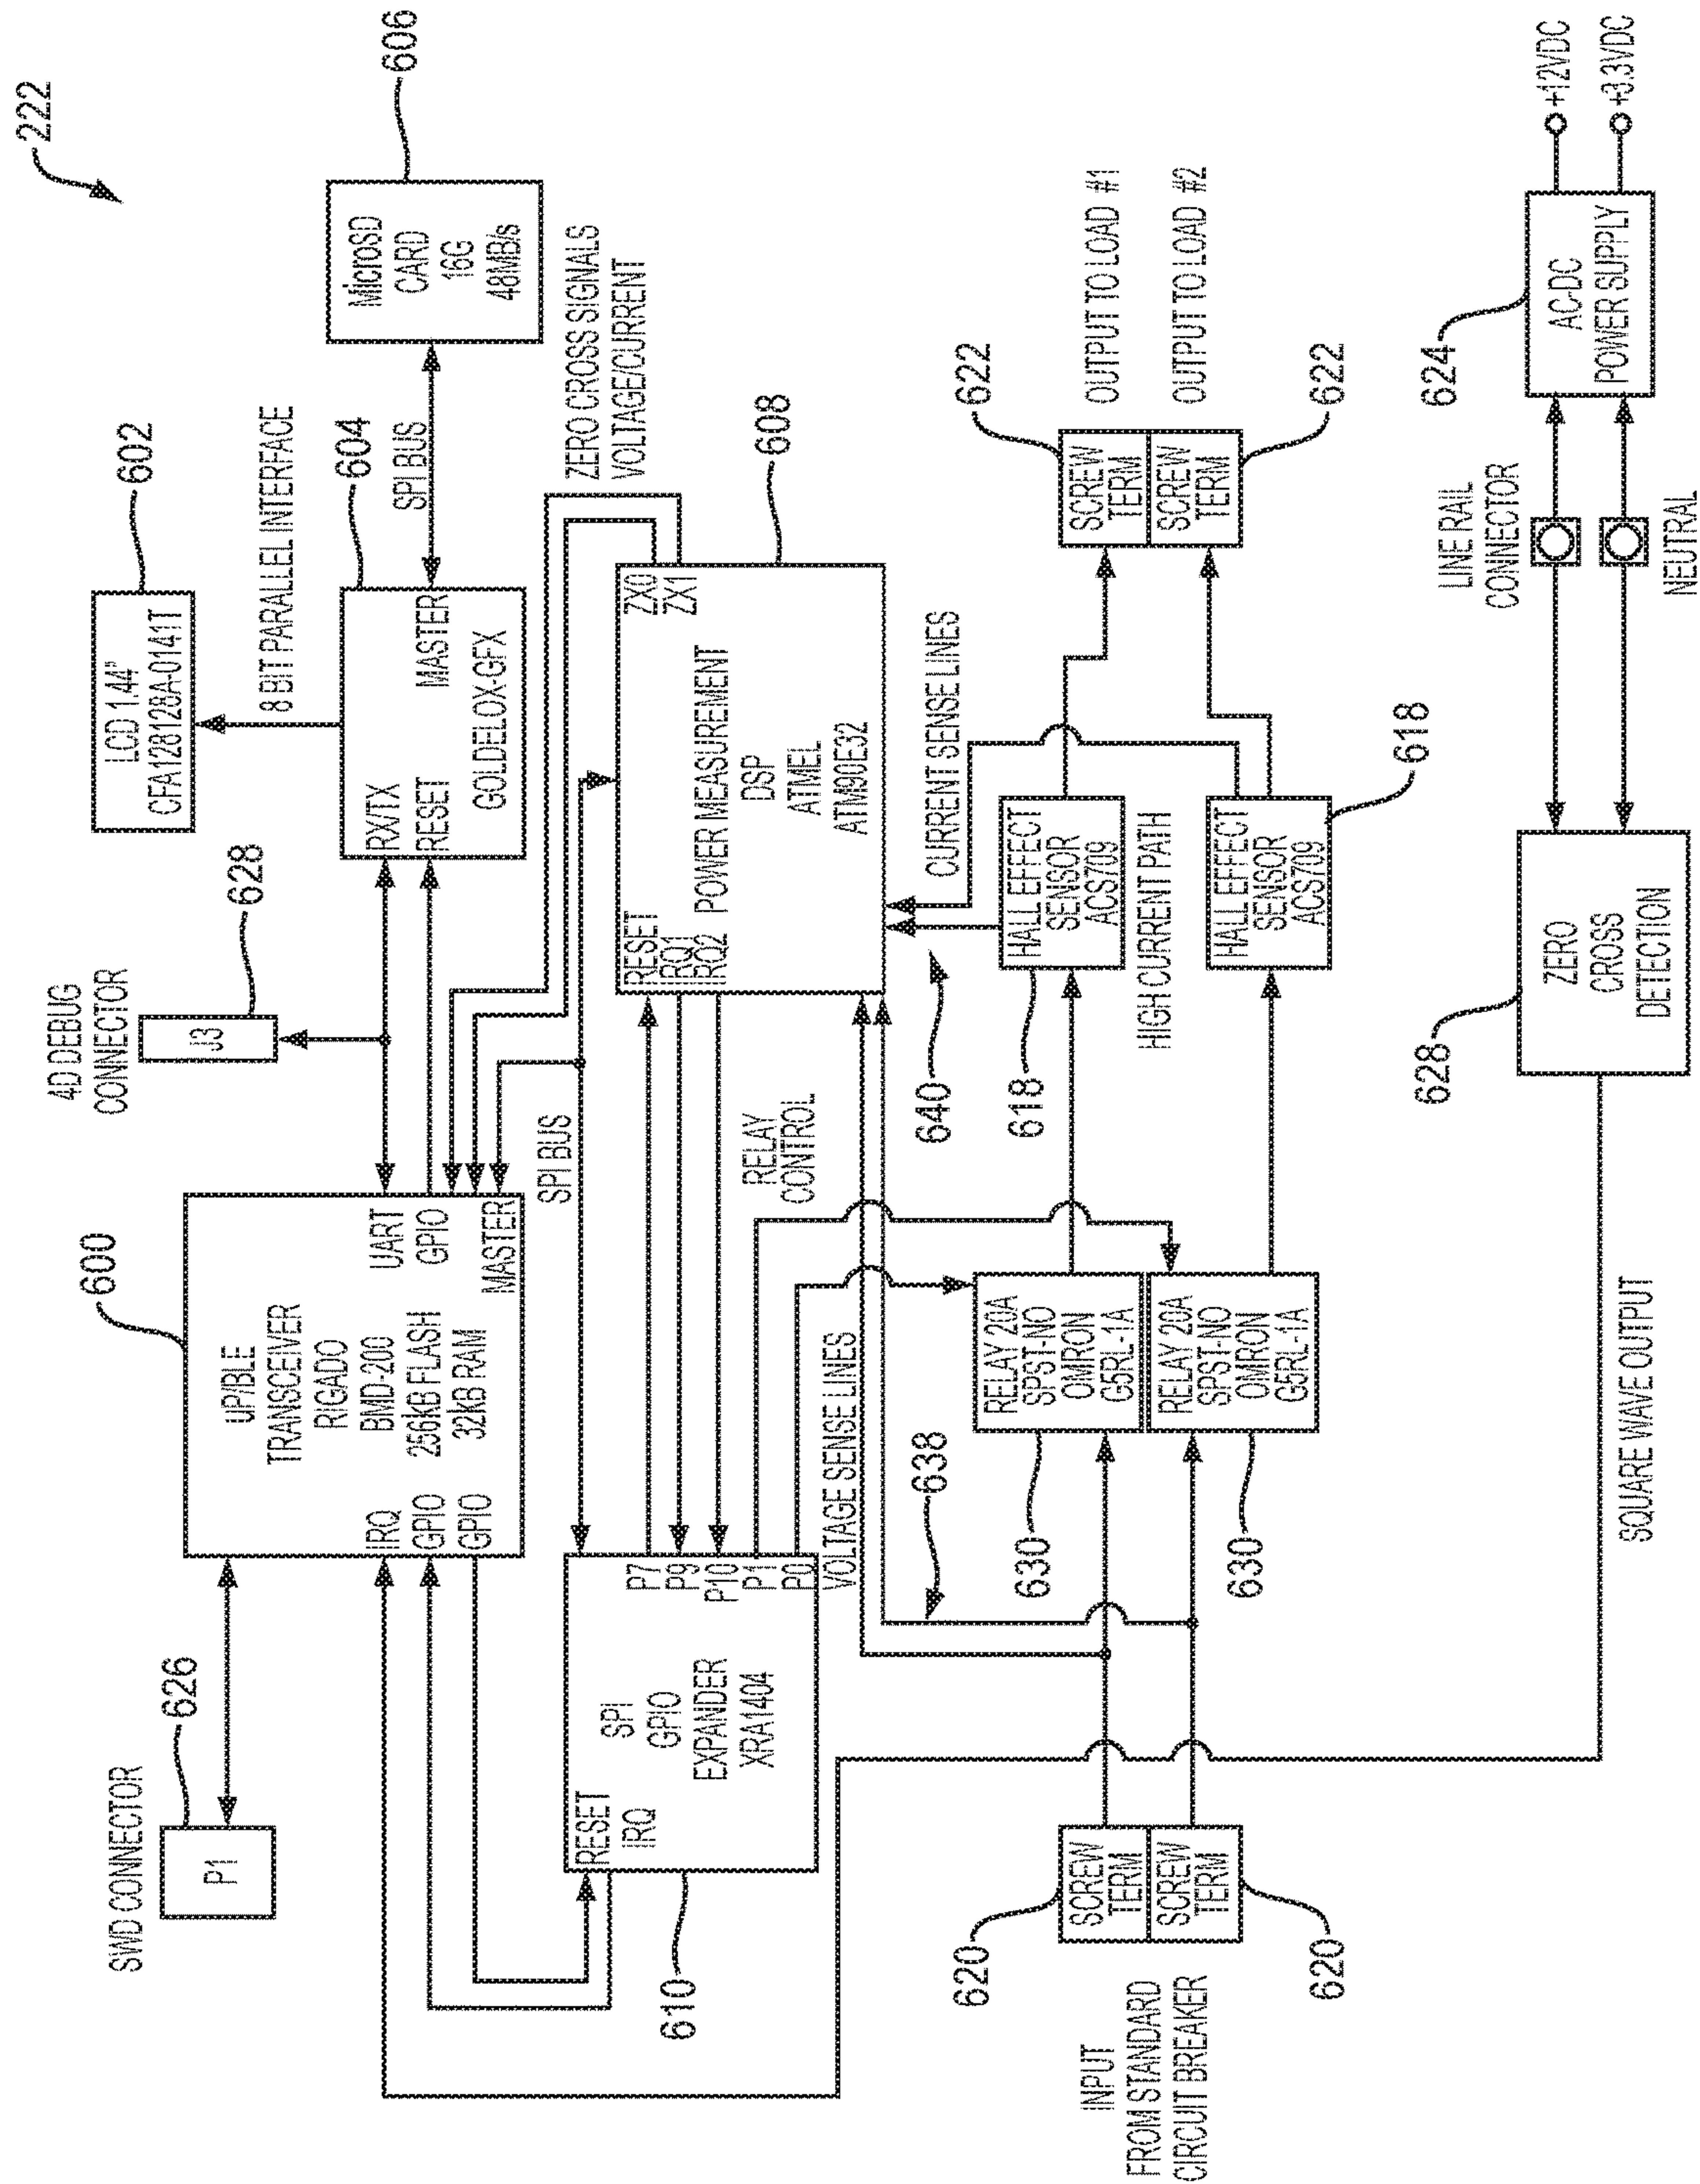 222
SWD CONNECTOR
626
P1
600
uP/BLE
TRANSCEIVER
RIGADO
BMD-200
256KB FLASH
32KB RAM
IRQ
GPIO
GPIO
UART
GPIO
MASTER
4D DEBUG
CONNECTOR
628
J3
602
LCD 1.44"
CFA128128A-0141T
8 BIT PARALLEL INTERFACE
604
RX/TX
RESET
MASTER
GOLDELOX-GFX
SPI BUS
606
MicroSD
CARD
16G
48MB/s
ZERO CROSS SIGNALS
VOLTAGE/CURRENT
SPI BUS
610
RESET
IRQ
SPI
GPIO
EXPANDER
XRA1404
P7
P9
P10
P1
P0
608
RESET
IRQ1
IRQ2
POWER MEASUREMENT
DSP
ATMEL
ATM90E32
ZX0
ZX1
RELAY
CONTROL
VOLTAGE SENSE LINES
638
640
CURRENT SENSE LINES
INPUT
FROM STANDARD
CIRCUIT BREAKER
620
SCREW
TERM
SCREW
TERM
620
630
RELAY 20A
SPST-NO
OMRON
G5RL-1A
RELAY 20A
SPST-NO
OMRON
G5RL-1A
630
618
HALL EFFECT
SENSOR
ACS709
HIGH CURRENT PATH
HALL EFFECT
SENSOR
ACS709
618
622
SCREW
TERM
SCREW
TERM
622
OUTPUT TO LOAD #1
OUTPUT TO LOAD #2
SQUARE WAVE OUTPUT
628
ZERO
CROSS
DETECTION
LINE RAIL
CONNECTOR
NEUTRAL
624
AC-DC
POWER SUPPLY
+12VDC
+3.3VDC